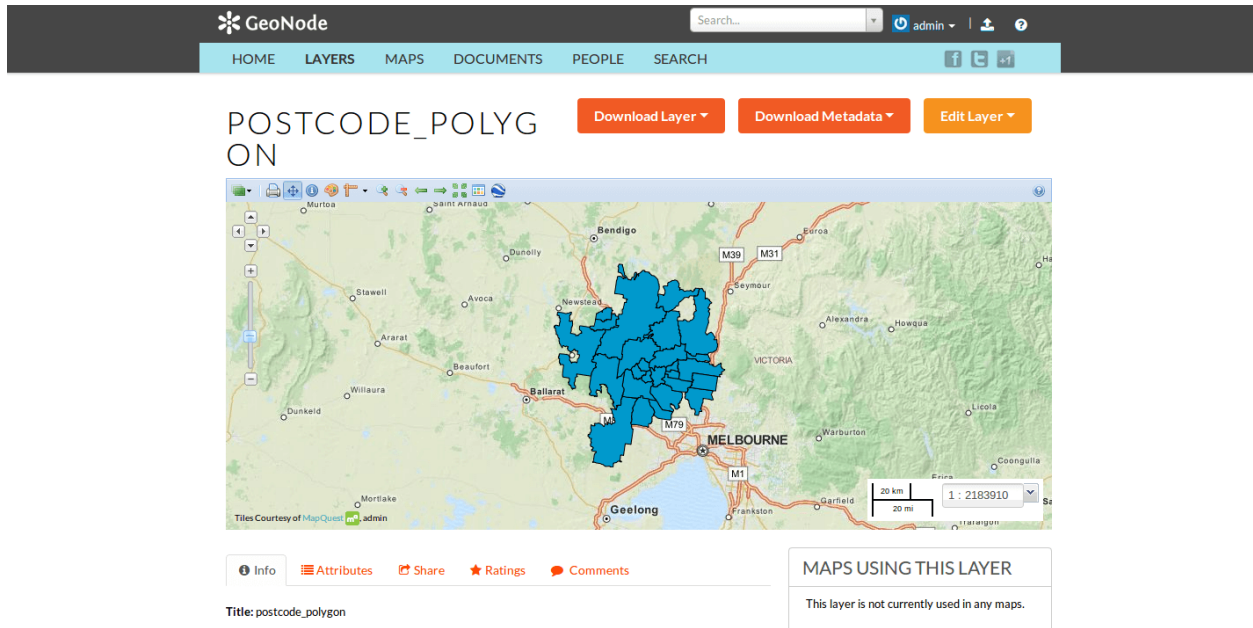 GeoNode
Search...
admin
HOME LAYERS MAPS DOCUMENTS PEOPLE SEARCH
f t +1
POSTCODE_POLYG
ON
Download Layer
Download Metadata
Edit Layer
Murtoa
Saint Arnaud
Bendigo
Euroa
Dunolly
M39
M31
Ha
Seymour
Stawell
Avoca
Newstead
Alexandra
Howqua
Ararat
VICTORIA
Beaufort
Willaura
Ballarat
Dunkeld
Licola
M79
MELBOURNE
Warburton
Coongulla
M1
Erica
Mortlake
Geelong
Garfield
Frankston
Traralgon
Sa
20 km
20 mi
1 : 2183910
Tiles Courtesy of MapQuest mq, admin
Info
Attributes
Share
Ratings
Comments
MAPS USING THIS LAYER
Title: postcode_polygon
This layer is not currently used in any maps.